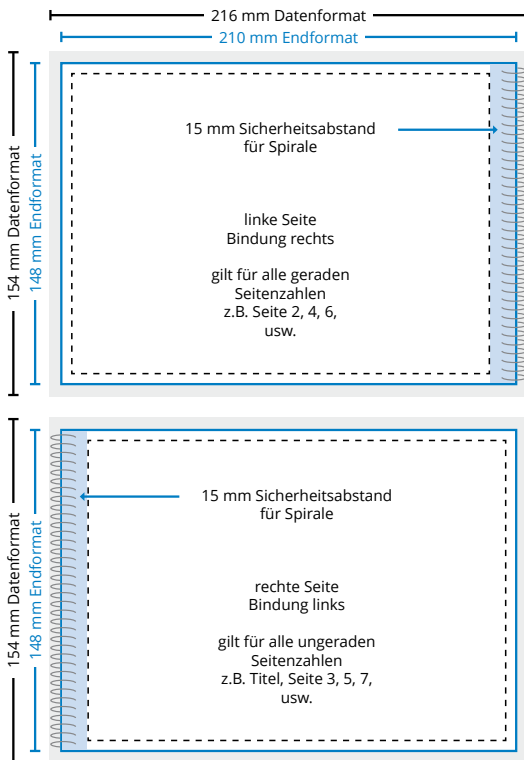 216 mm Datenformat
210 mm Endformat
154 mm Datenformat
148 mm Endformat
15 mm Sicherheitsabstand
für Spirale
linke Seite
Bindung rechts
gilt für alle geraden
Seitenzahlen
z.B. Seite 2, 4, 6,
usw.
154 mm Datenformat
148 mm Endformat
15 mm Sicherheitsabstand
für Spirale
rechte Seite
Bindung links
gilt für alle ungeraden
Seitenzahlen
z.B. Titel, Seite 3, 5, 7,
usw.